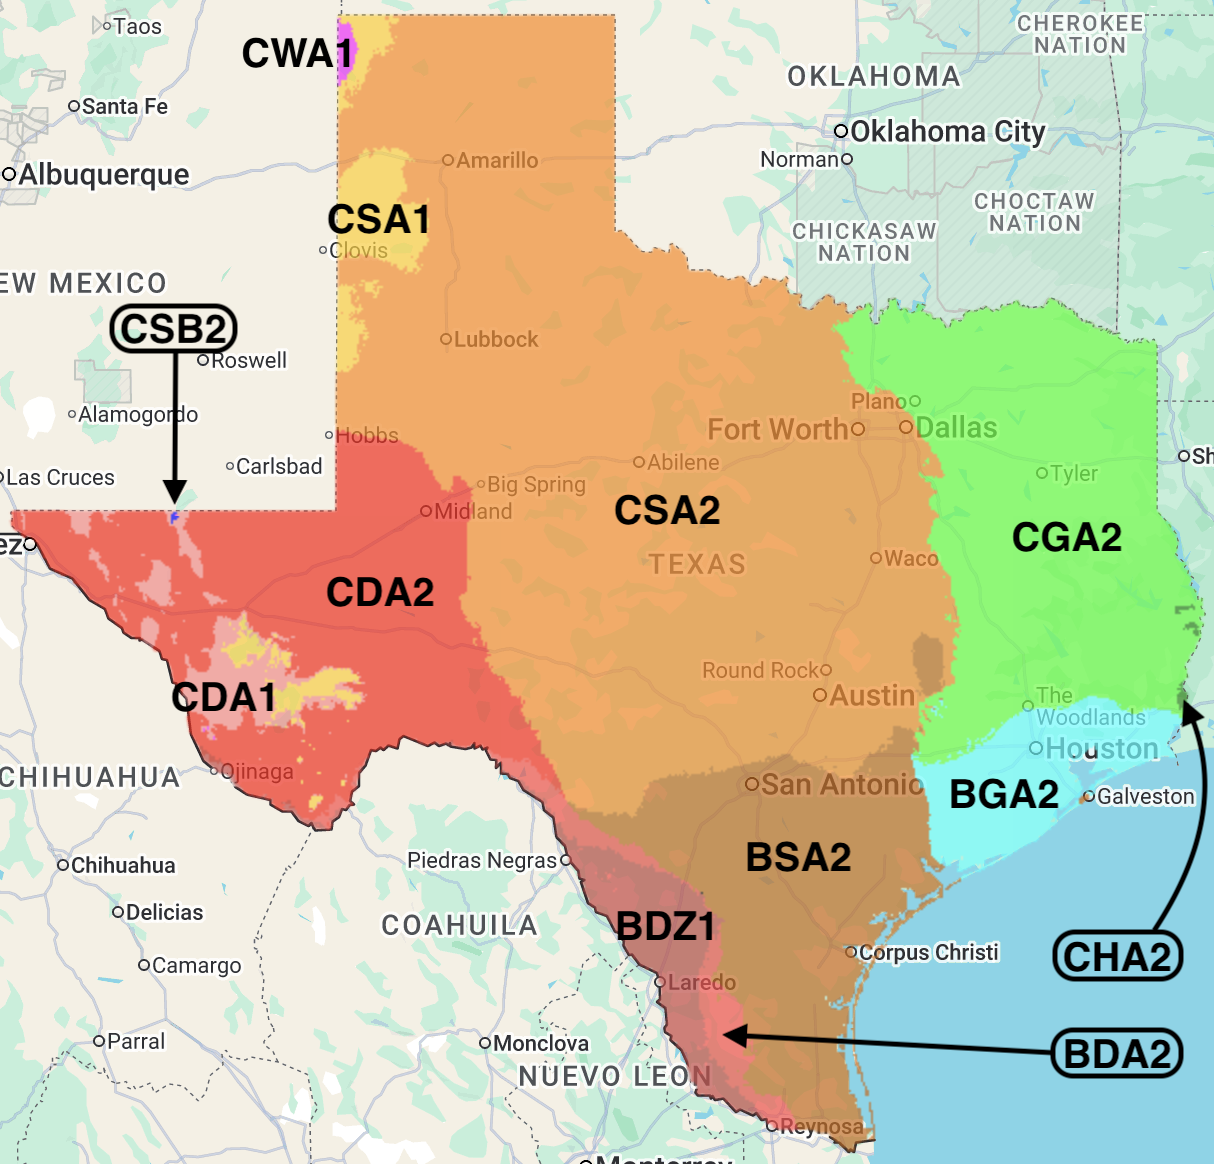 Taos
CHEROKEE
NATION
CWA1
OKLAHOMA
Santa Fe
Oklahoma City
Amarillo
Norman
Albuquerque
CHOCTAW
NATION
CSA1
CHICKASAW
NATION
Clovis
EW MEXICO
CSB2
Lubbock
Roswell
Plano
Alamogordo
Fort Worth
Dallas
Hobbs
Sh
Carlsbad
Abilene
Tyler
Las Cruces
Big Spring
Midland
CSA2
CGA2
ez
Waco
TEXAS
CDA2
Round Rock
CDA1
Austin
The
Woodlands
Houston
Ojinaga
CHIHUAHUA
San Antonio
BGA2
Galveston
BSA2
Piedras Negras
Chihuahua
Delicias
COAHUILA
BDZ1
Corpus Christi
CHA2
Camargo
Laredo
Parral
Monclova
BDA2
NUEVO LEON
Reynosa
Monterrey